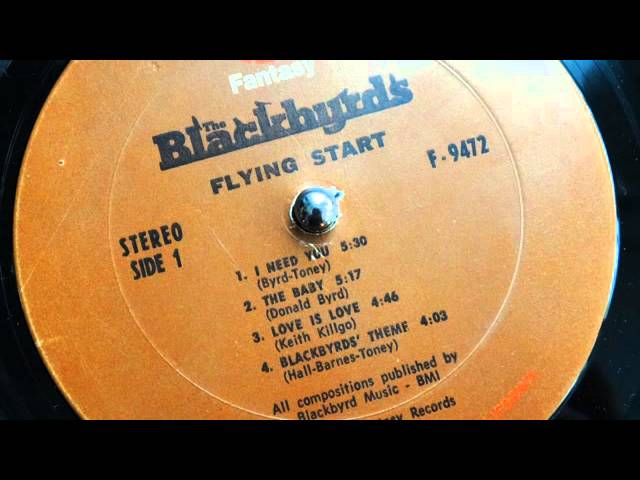 Fantasy
The Blackbyrds
FLYING START
F-9472
STEREO
SIDE 1
1. I NEED YOU 5:30
(Byrd-Toney)
2. THE BABY 5:17
(Donald Byrd)
3. LOVE IS LOVE 4:46
(Keith Killgo)
4. BLACKBYRDS' THEME 4:03
(Hall-Barnes-Toney)
All compositions published by
Blackbyrd Music - BMI
Records